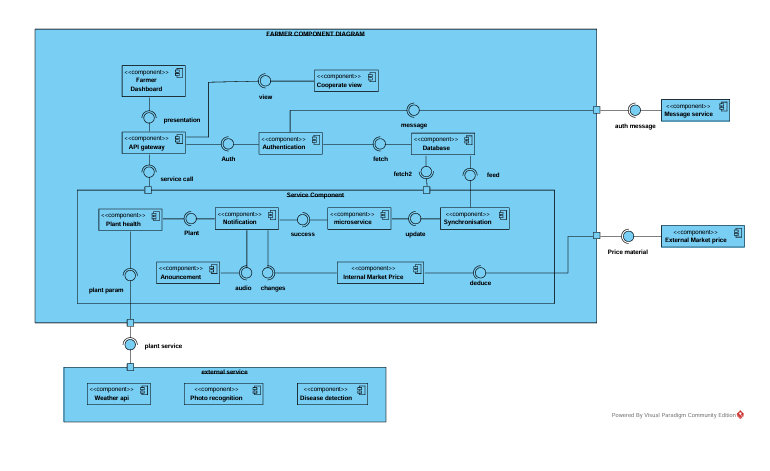 FARMER COMPONENT DIAGRAM
<<component>>
Farmer
Dashboard
<<component>>
Cooperate view
view
presentation
message
<<component>>
Message service
auth message
<<component>>
API gateway
Auth
<<component>>
Authentication
fetch
<<component>>
Database
service call
fetch2
feed
Service Component
<<component>>
Plant health
Plant
<<component>>
Notification
success
<<component>>
microservice
update
<<component>>
Synchronisation
<<component>>
External Market price
Price material
<<component>>
Anouncement
audio
changes
<<component>>
Internal Market Price
deduce
plant param
plant service
external service
<<component>>
Weather api
<<component>>
Photo recognition
<<component>>
Disease detection
Powered By Visual Paradigm Community Edition